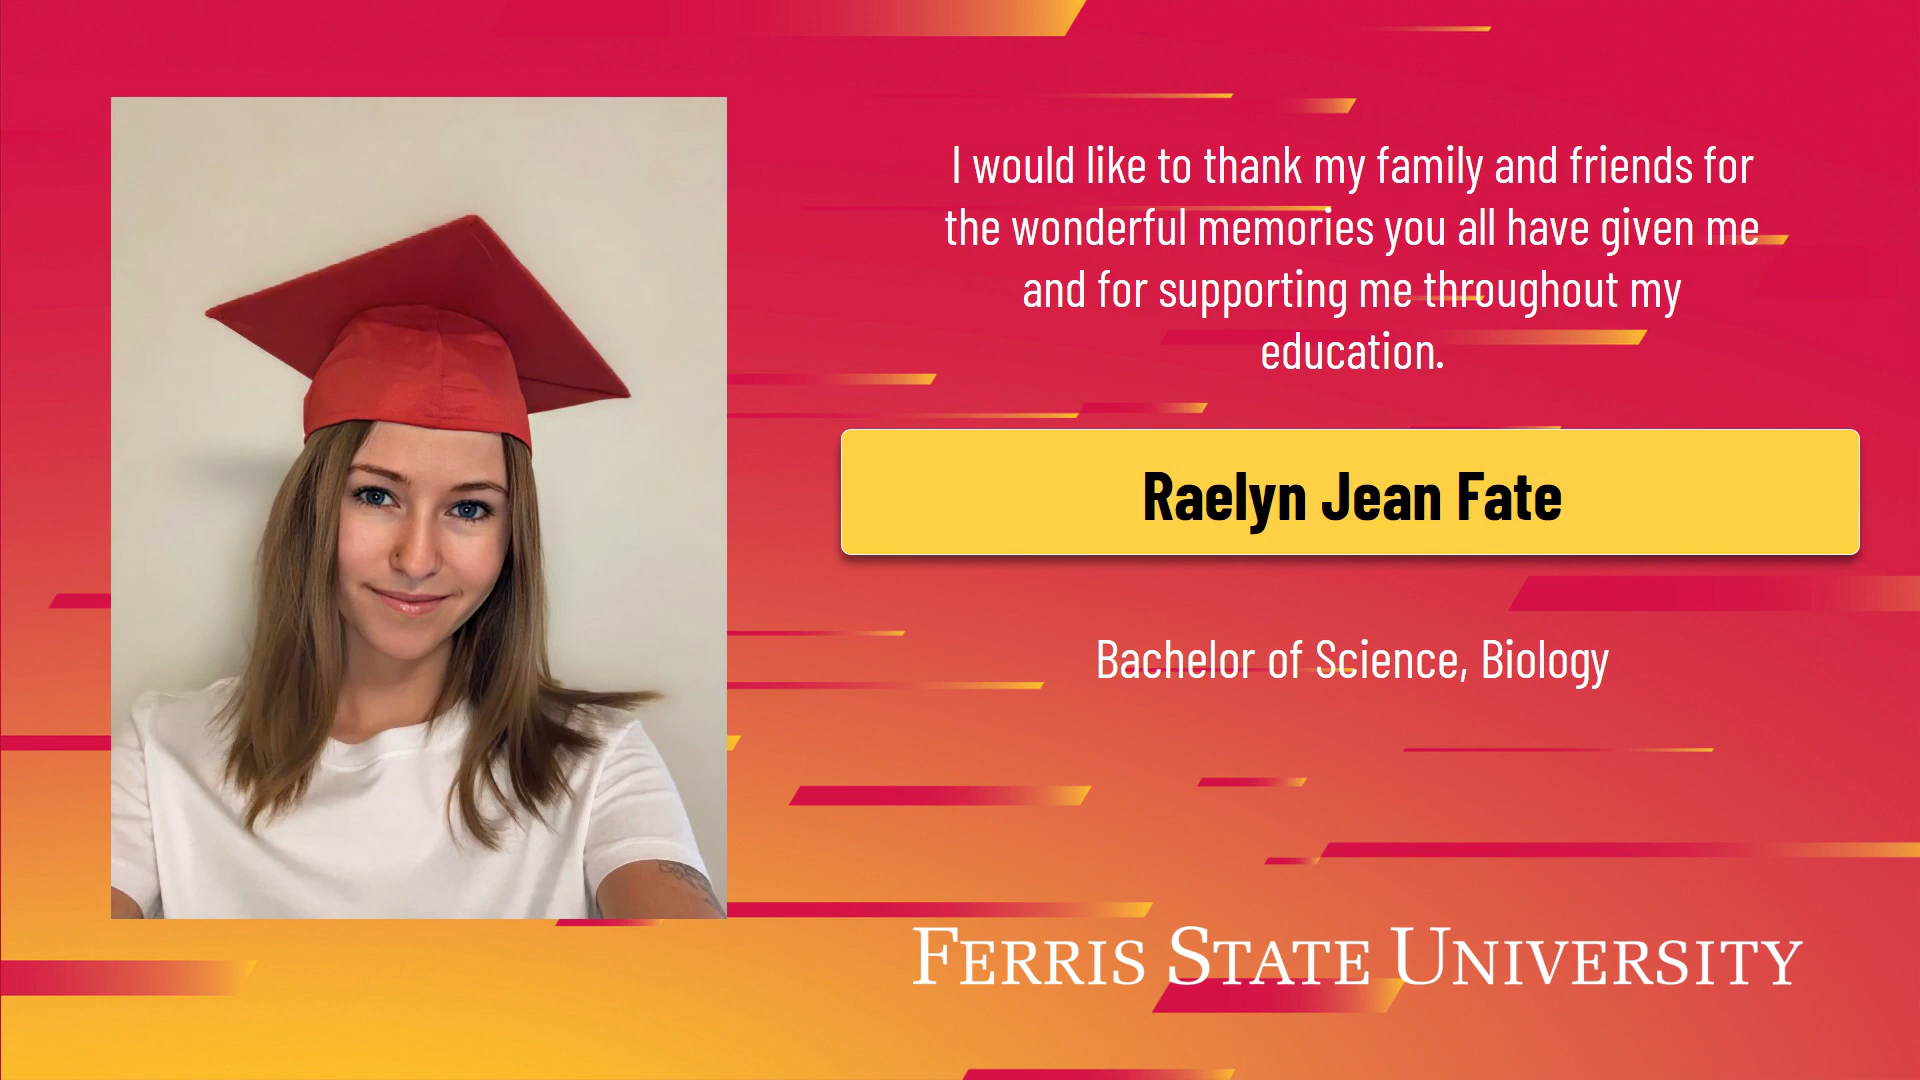 I would like to thank my family and friends for
the wonderful memories you all have given me
and for supporting me throughout my
education.
Raelyn Jean Fate
Bachelor of Science, Biology
FERRIS STATE UNIVERSITY